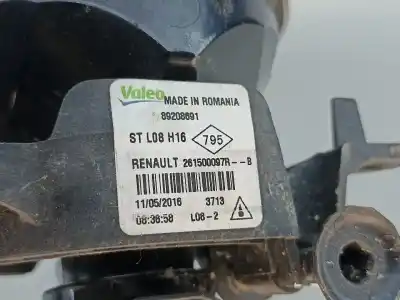 Valeo MADE IN ROMANIA
89208691
ST L08 H16 795
RENAULT 261500097R--B
11/05/2016 3713
08:38:58 L08-2